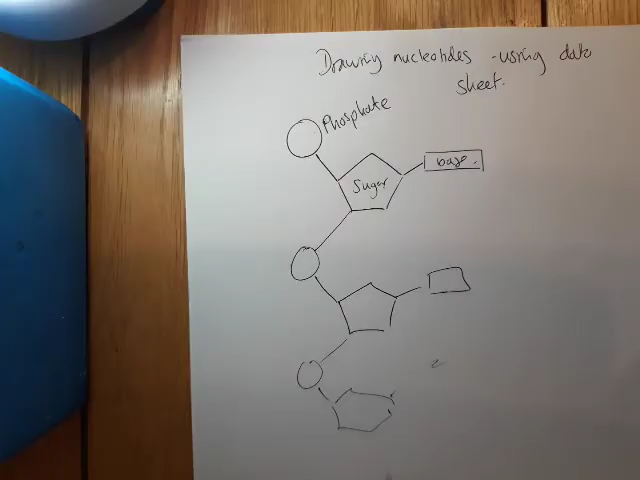 Drawing nucleotides - using data
sheet.
Phosphate
Sugar
base.